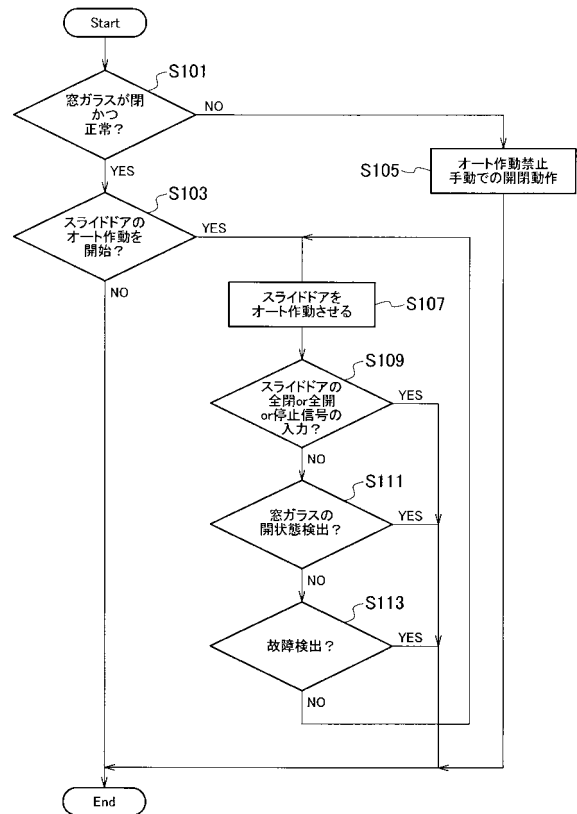 Start
S101
窓ガラスが閉
かつ
正常？
NO
YES
S105
オート作動禁止
手動での開閉動作
S103
スライドドアの
オート作動を
開始？
YES
NO
スライドドアを
オート作動させる
S107
S109
スライドドアの
全閉or全開
or停止信号の
入力？
YES
NO
S111
窓ガラスの
開状態検出？
YES
NO
S113
故障検出？
YES
NO
End